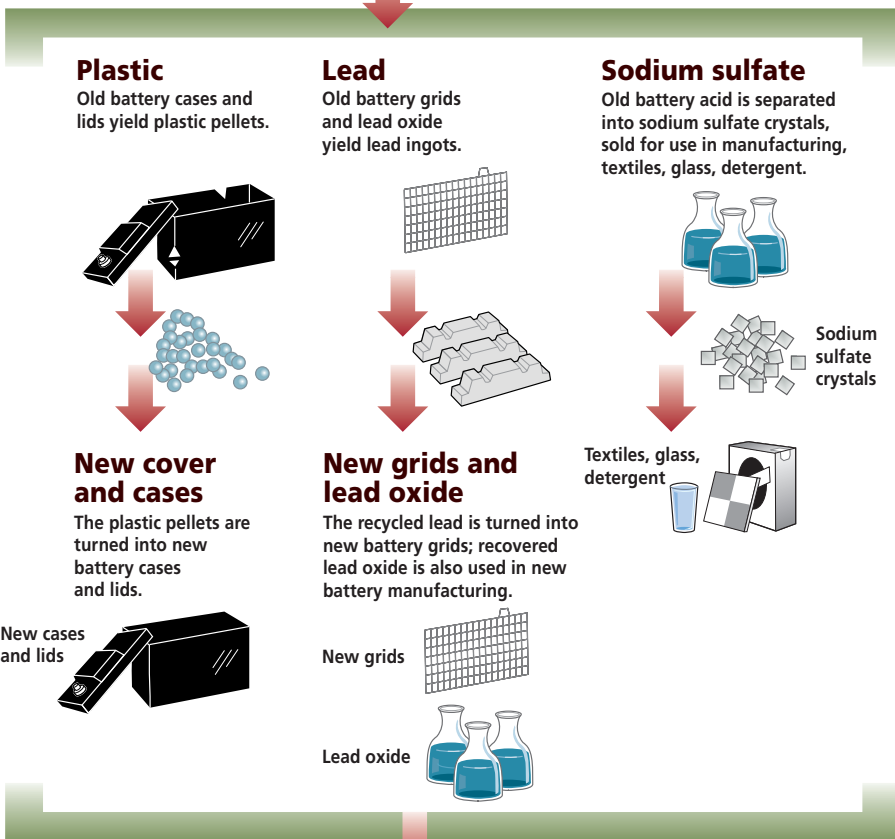 Plastic
Old battery cases and
lids yield plastic pellets.
Lead
Old battery grids
and lead oxide
yield lead ingots.
Sodium sulfate
Old battery acid is separated
into sodium sulfate crystals,
sold for use in manufacturing,
textiles, glass, detergent.
Sodium
sulfate
crystals
New cover
and cases
The plastic pellets are
turned into new
battery cases
and lids.
New cases
and lids
New grids and
lead oxide
The recycled lead is turned into
new battery grids; recovered
lead oxide is also used in new
battery manufacturing.
New grids
Lead oxide
Textiles, glass,
detergent